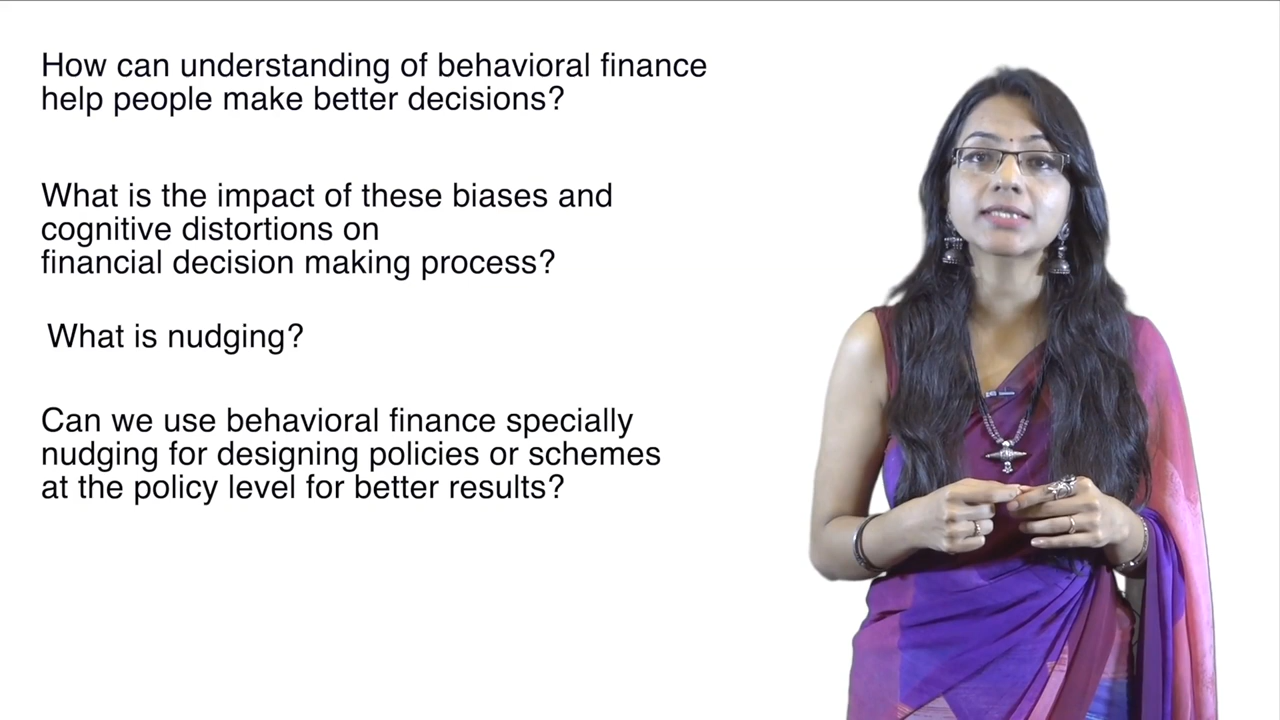 How can understanding of behavioral finance
help people make better decisions?
What is the impact of these biases and
cognitive distortions on
financial decision making process?
What is nudging?
Can we use behavioral finance specially
nudging for designing policies or schemes
at the policy level for better results?